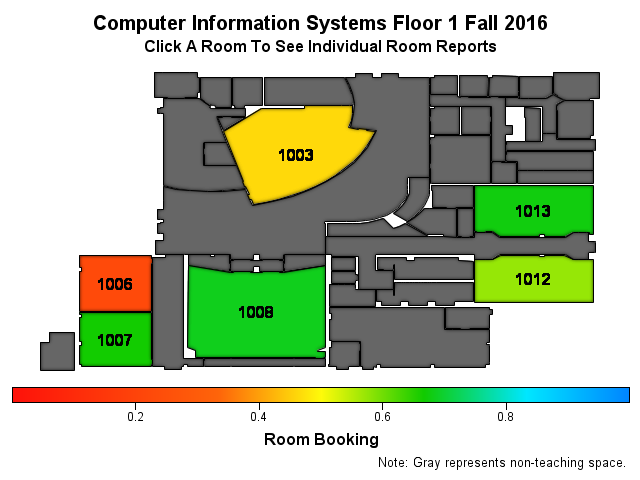 Computer Information Systems Floor 1 Fall 2016
Click A Room To See Individual Room Reports
1003
1013
1012
1006
1008
1007
0.2 0.4 0.6 0.8
Room Booking
Note: Gray represents non-teaching space.